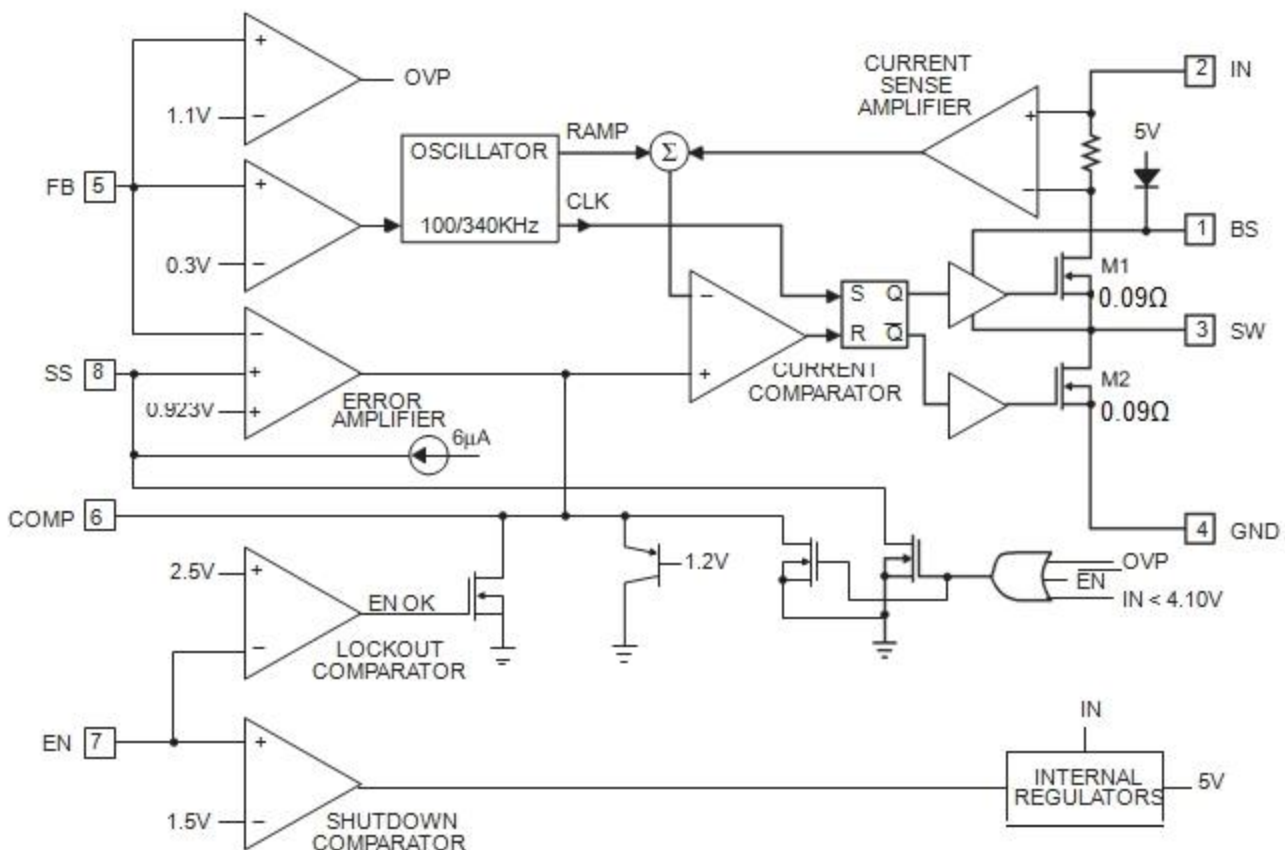 +
OVP
1.1V
−
CURRENT
SENSE
AMPLIFIER
2 IN
+
5V
RAMP
Σ
OSCILLATOR
100/340KHz
CLK
FB 5
+
0.3V
−
−
1 BS
M1
0.09Ω
−
+
S Q
R Q̅
CURRENT
COMPARATOR
3 SW
M2
0.09Ω
−
SS 8
+
0.923V
+
ERROR
AMPLIFIER
6µA
COMP 6
4 GND
2.5V
+
EN OK
−
LOCKOUT
COMPARATOR
1.2V
OVP
E̅N̅
IN < 4.10V
EN 7
+
1.5V
−
SHUTDOWN
COMPARATOR
IN
INTERNAL
REGULATORS
5V